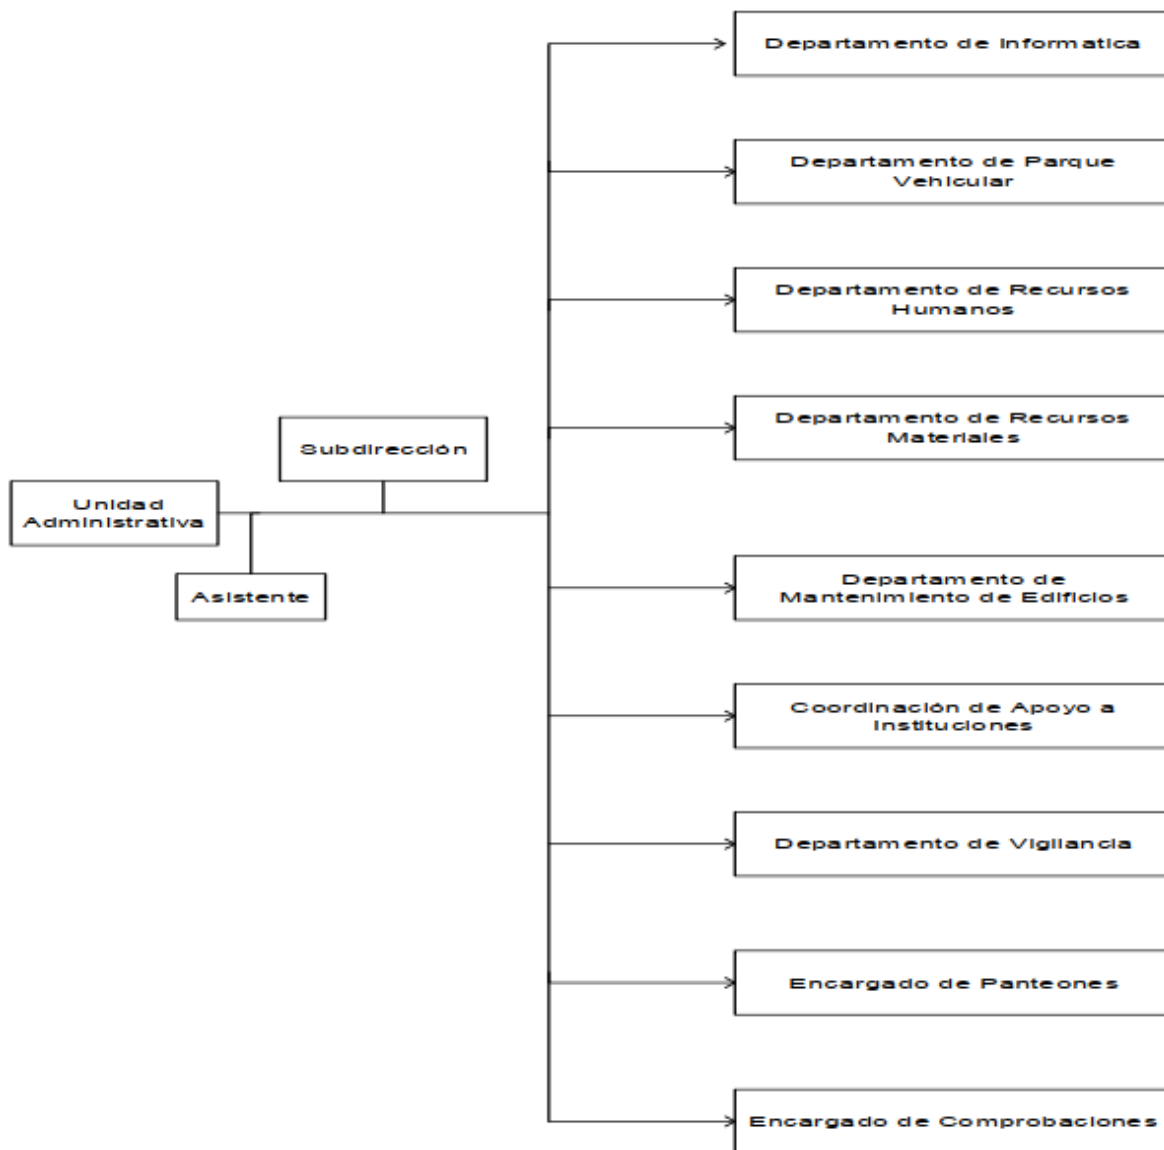 Departamento de Informatica
Departamento de Parque
Vehicular
Departamento de Recursos
Humanos
Departamento de Recursos
Materiales
Subdirección
Unidad
Administrativa
Asistente
Departamento de
Mantenimiento de Edificios
Coordinación de Apoyo a
Instituciones
Departamento de Vigilancia
Encargado de Panteones
Encargado de Comprobaciones